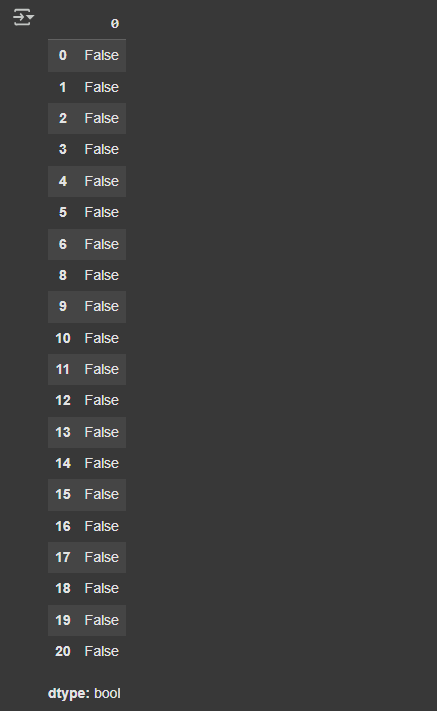 0
0 False
1 False
2 False
3 False
4 False
5 False
6 False
8 False
9 False
10 False
11 False
12 False
13 False
14 False
15 False
16 False
17 False
18 False
19 False
20 False
dtype: bool